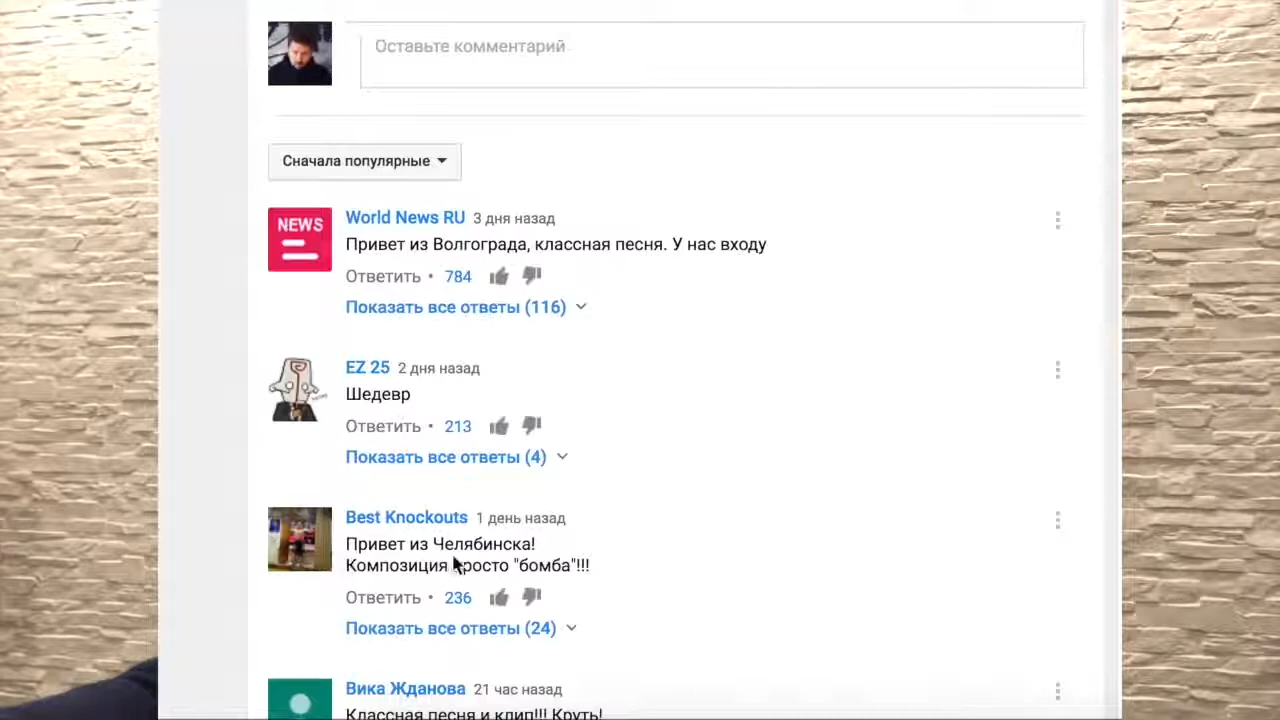 Оставьте комментарий
Сначала популярные
NEWS
World News RU 3 дня назад
Привет из Волгограда, классная песня. У нас входу
Ответить • 784
Показать все ответы (116)
EZ 25 2 дня назад
Шедевр
Ответить • 213
Показать все ответы (4)
Best Knockouts 1 день назад
Привет из Челябинска!
Композиция просто "бомба"!!!
Ответить • 236
Показать все ответы (24)
Вика Жданова 21 час назад
Классная песня и клип!!! Круть!